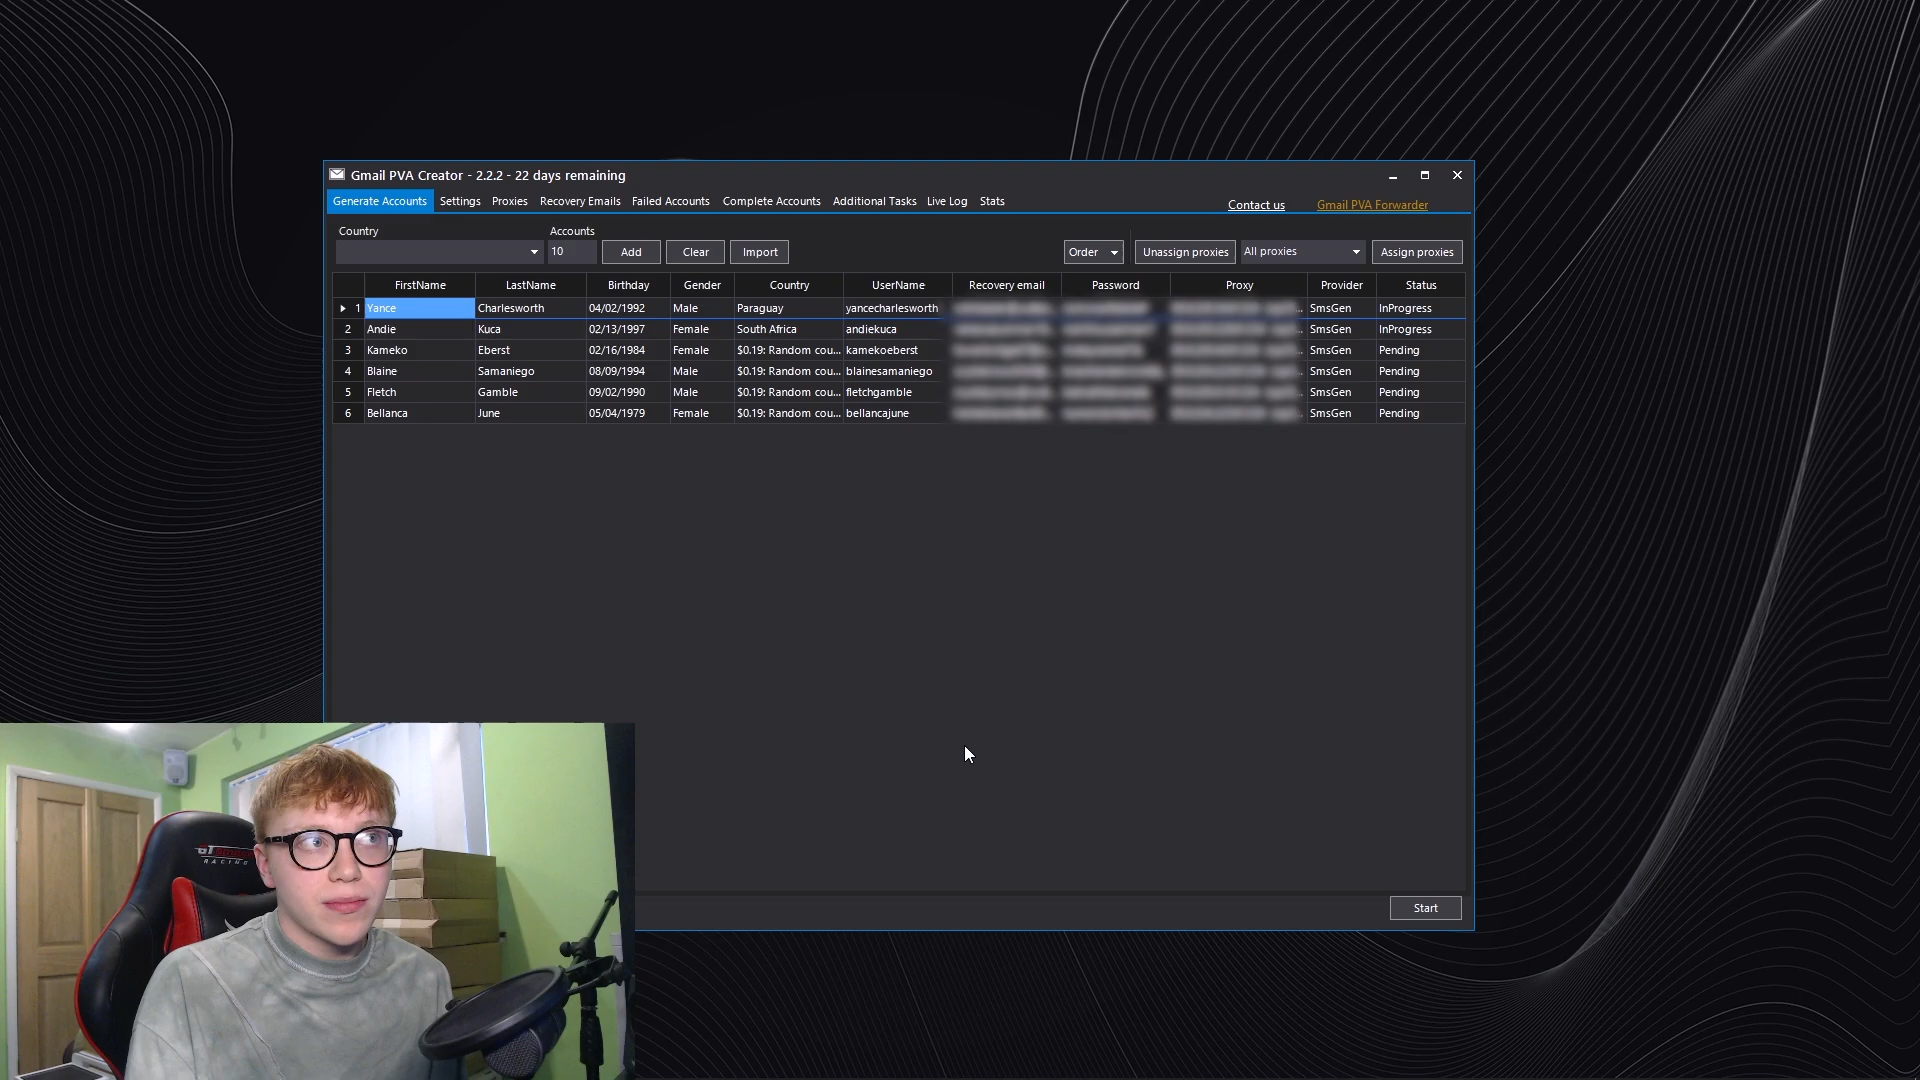 Gmail PVA Creator - 2.2.2 - 22 days remaining
Generate Accounts Settings Proxies Recovery Emails Failed Accounts Complete Accounts Additional Tasks Live Log Stats Contact us Gmail PVA Forwarder
Country Accounts
10 Add Clear Import Order Unassign proxies All proxies Assign proxies
FirstName LastName Birthday Gender Country UserName Recovery email Password Proxy Provider Status
1 Yance Charlesworth 04/02/1992 Male Paraguay yancecharlesworth SmsGen InProgress
2 Andie Kuca 02/13/1997 Female South Africa andiekuca SmsGen InProgress
3 Kameko Eberst 02/16/1984 Female $0.19: Random cou... kamekoeberst SmsGen Pending
4 Blaine Samaniego 08/09/1994 Male $0.19: Random cou... blainesamaniego SmsGen Pending
5 Fletch Gamble 09/02/1990 Male $0.19: Random cou... fletchgamble SmsGen Pending
6 Bellanca June 05/04/1979 Female $0.19: Random cou... bellancajune SmsGen Pending
Start
RACING